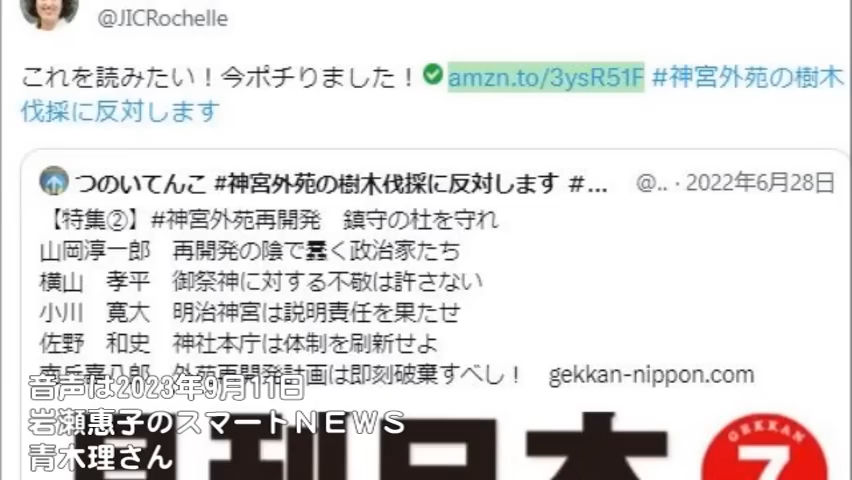 @JICRochelle
これを読みたい！今ポチりました！ amzn.to/3ysR51F #神宮外苑の樹木
伐採に反対します
つのいてんこ #神宮外苑の樹木伐採に反対します #... @.. · 2022年6月28日
【特集②】#神宮外苑再開発　鎮守の杜を守れ
山岡淳一郎　再開発の陰で蠢く政治家たち
横山　孝平　御祭神に対する不敬は許さない
小川　寛大　明治神宮は説明責任を果たせ
佐野　和史　神社本庁は体制を刷新せよ
外苑再開発計画は即刻破棄すべし！　gekkan-nippon.com
音声は2023年9月11日
岩瀬惠子のスマートＮＥＷＳ
青木理さん
月刊日本
GEKKAN
7